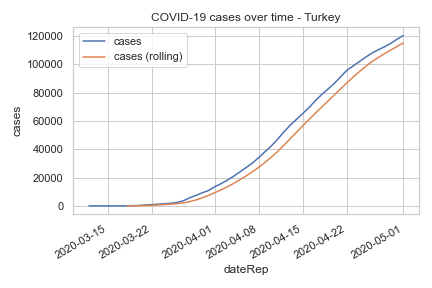 COVID-19 cases over time - Turkey
cases
cases (rolling)
120000
100000
80000
60000
40000
20000
0
cases
2020-03-15
2020-03-22
2020-04-01
2020-04-08
2020-04-15
2020-04-22
2020-05-01
dateRep